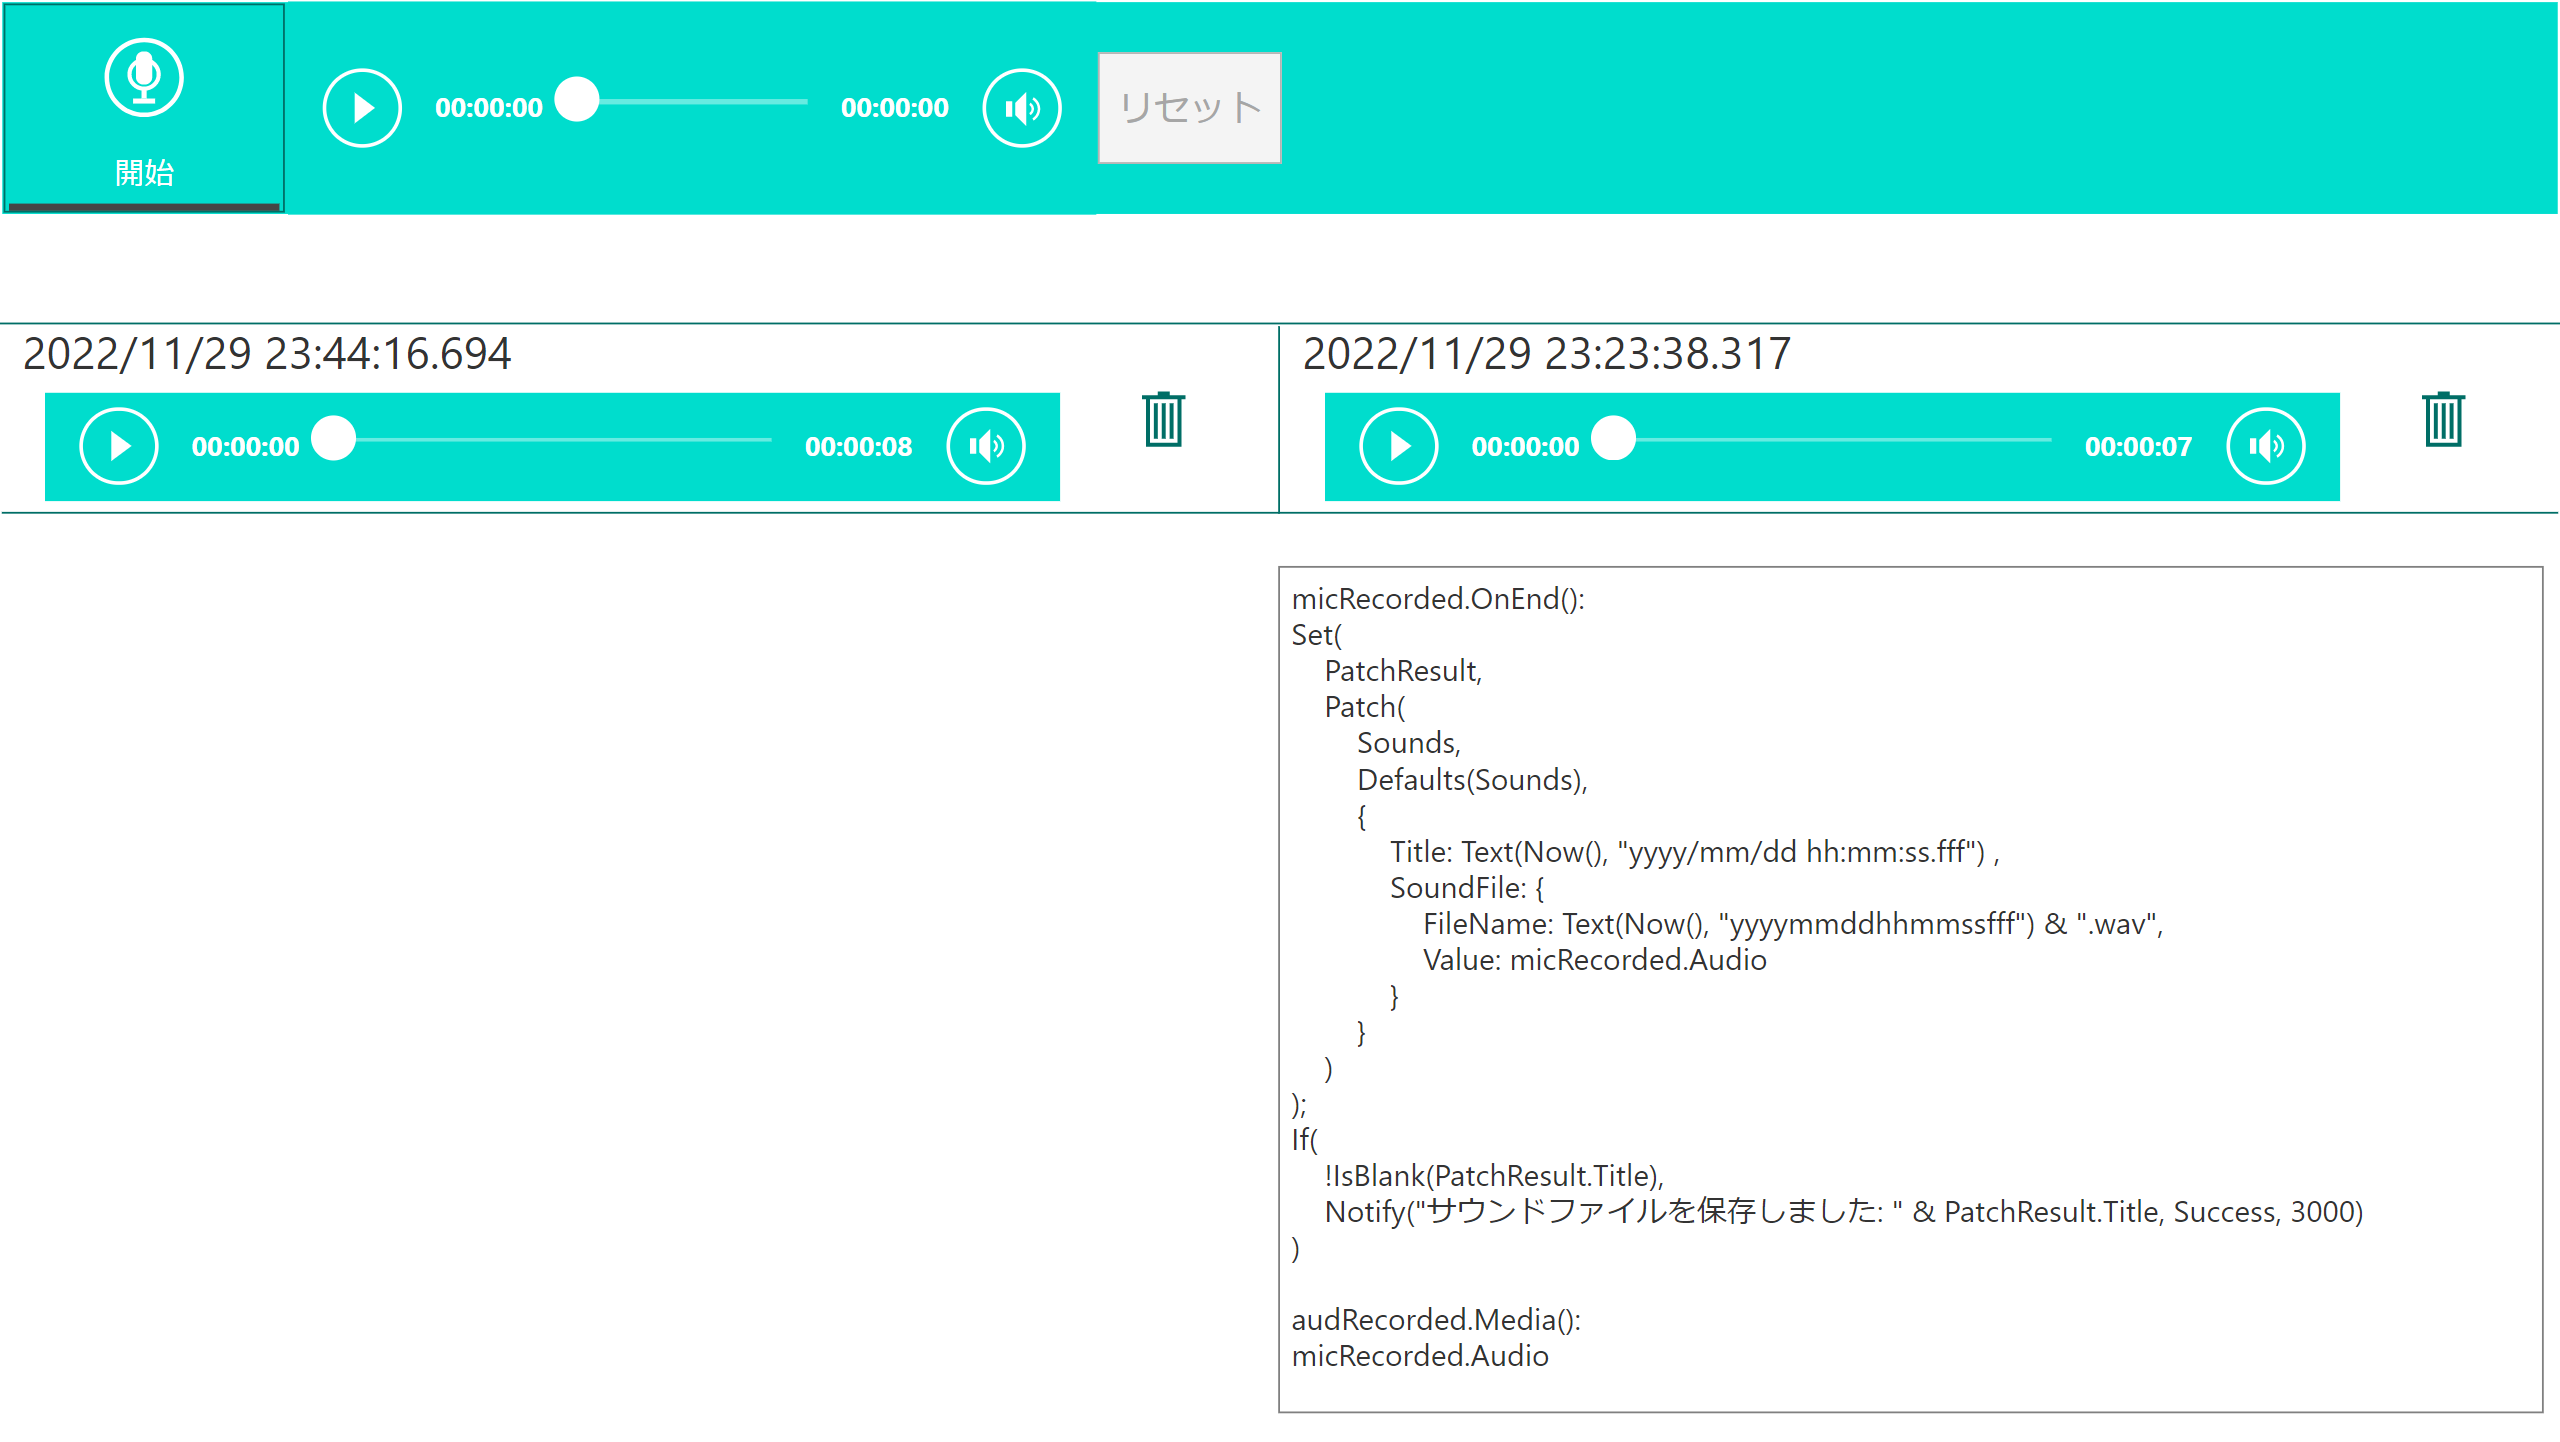 開始
00:00:00
00:00:00
リセット
2022/11/29 23:44:16.694
00:00:00
00:00:08
2022/11/29 23:23:38.317
00:00:00
00:00:07
micRecorded.OnEnd():
Set(
    PatchResult,
    Patch(
        Sounds,
        Defaults(Sounds),
        {
            Title: Text(Now(), "yyyy/mm/dd hh:mm:ss.fff") ,
            SoundFile: {
                FileName: Text(Now(), "yyyymmddhhmmssfff") & ".wav",
                Value: micRecorded.Audio
            }
        }
    )
);
If(
    !IsBlank(PatchResult.Title),
    Notify("サウンドファイルを保存しました: " & PatchResult.Title, Success, 3000)
)
audRecorded.Media():
micRecorded.Audio